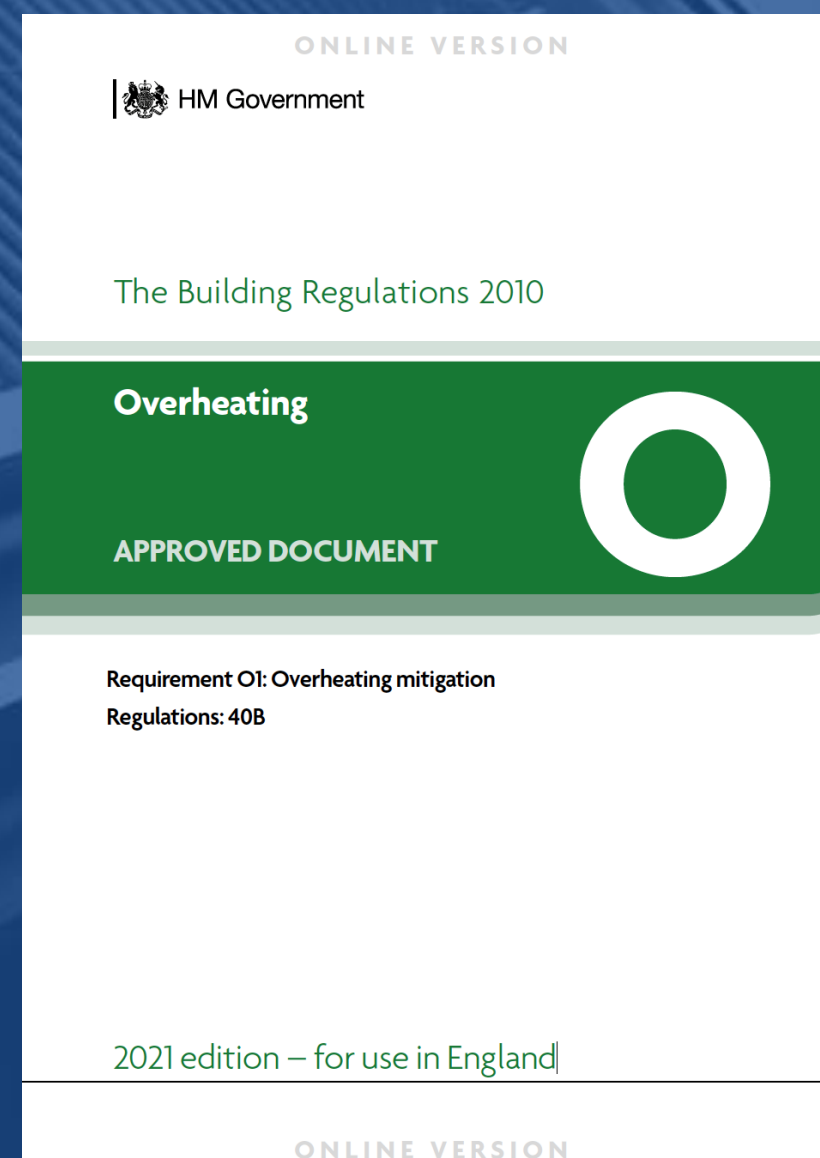 ONLINE VERSION
HM Government
The Building Regulations 2010
Overheating
O
APPROVED DOCUMENT
Requirement O1: Overheating mitigation
Regulations: 40B
2021 edition – for use in England
ONLINE VERSION